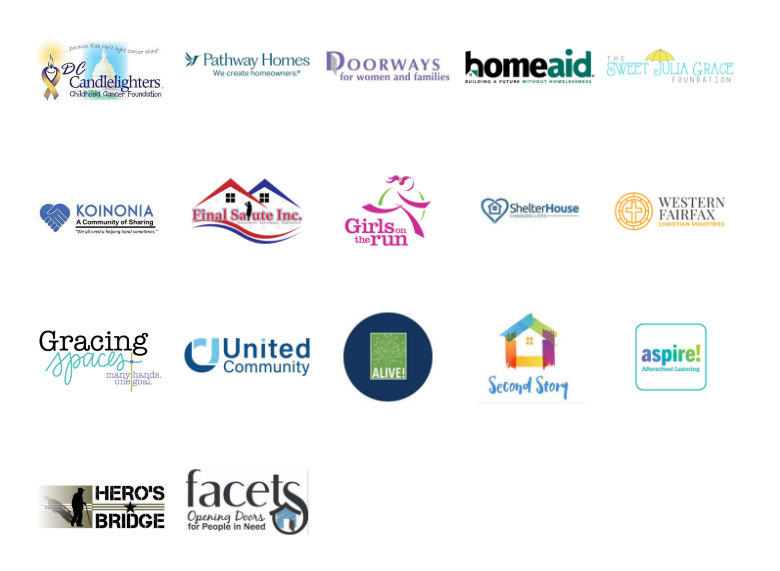 ...because kids can't fight cancer alone!
DC
Candlelighters
Childhood Cancer Foundation
Pathway Homes
We create homeowners.®
DOORWAYS
for women and families
homeaid
BUILDING A FUTURE WITHOUT HOMELESSNESS
THE
SWEET JULIA GRACE
FOUNDATION
KOINONIA
A Community of Sharing
"We all need a helping hand sometimes."
Final Salute Inc.
Girls on
the run
ShelterHouse
CHANGING LIVES
WESTERN
FAIRFAX
CHRISTIAN MINISTRIES
Gracing
spaces
many hands.
one goal.
United
Community
ALIVE!
Second Story
aspire!
Afterschool Learning
HERO'S
BRIDGE
facets
Opening Doors
for People in Need